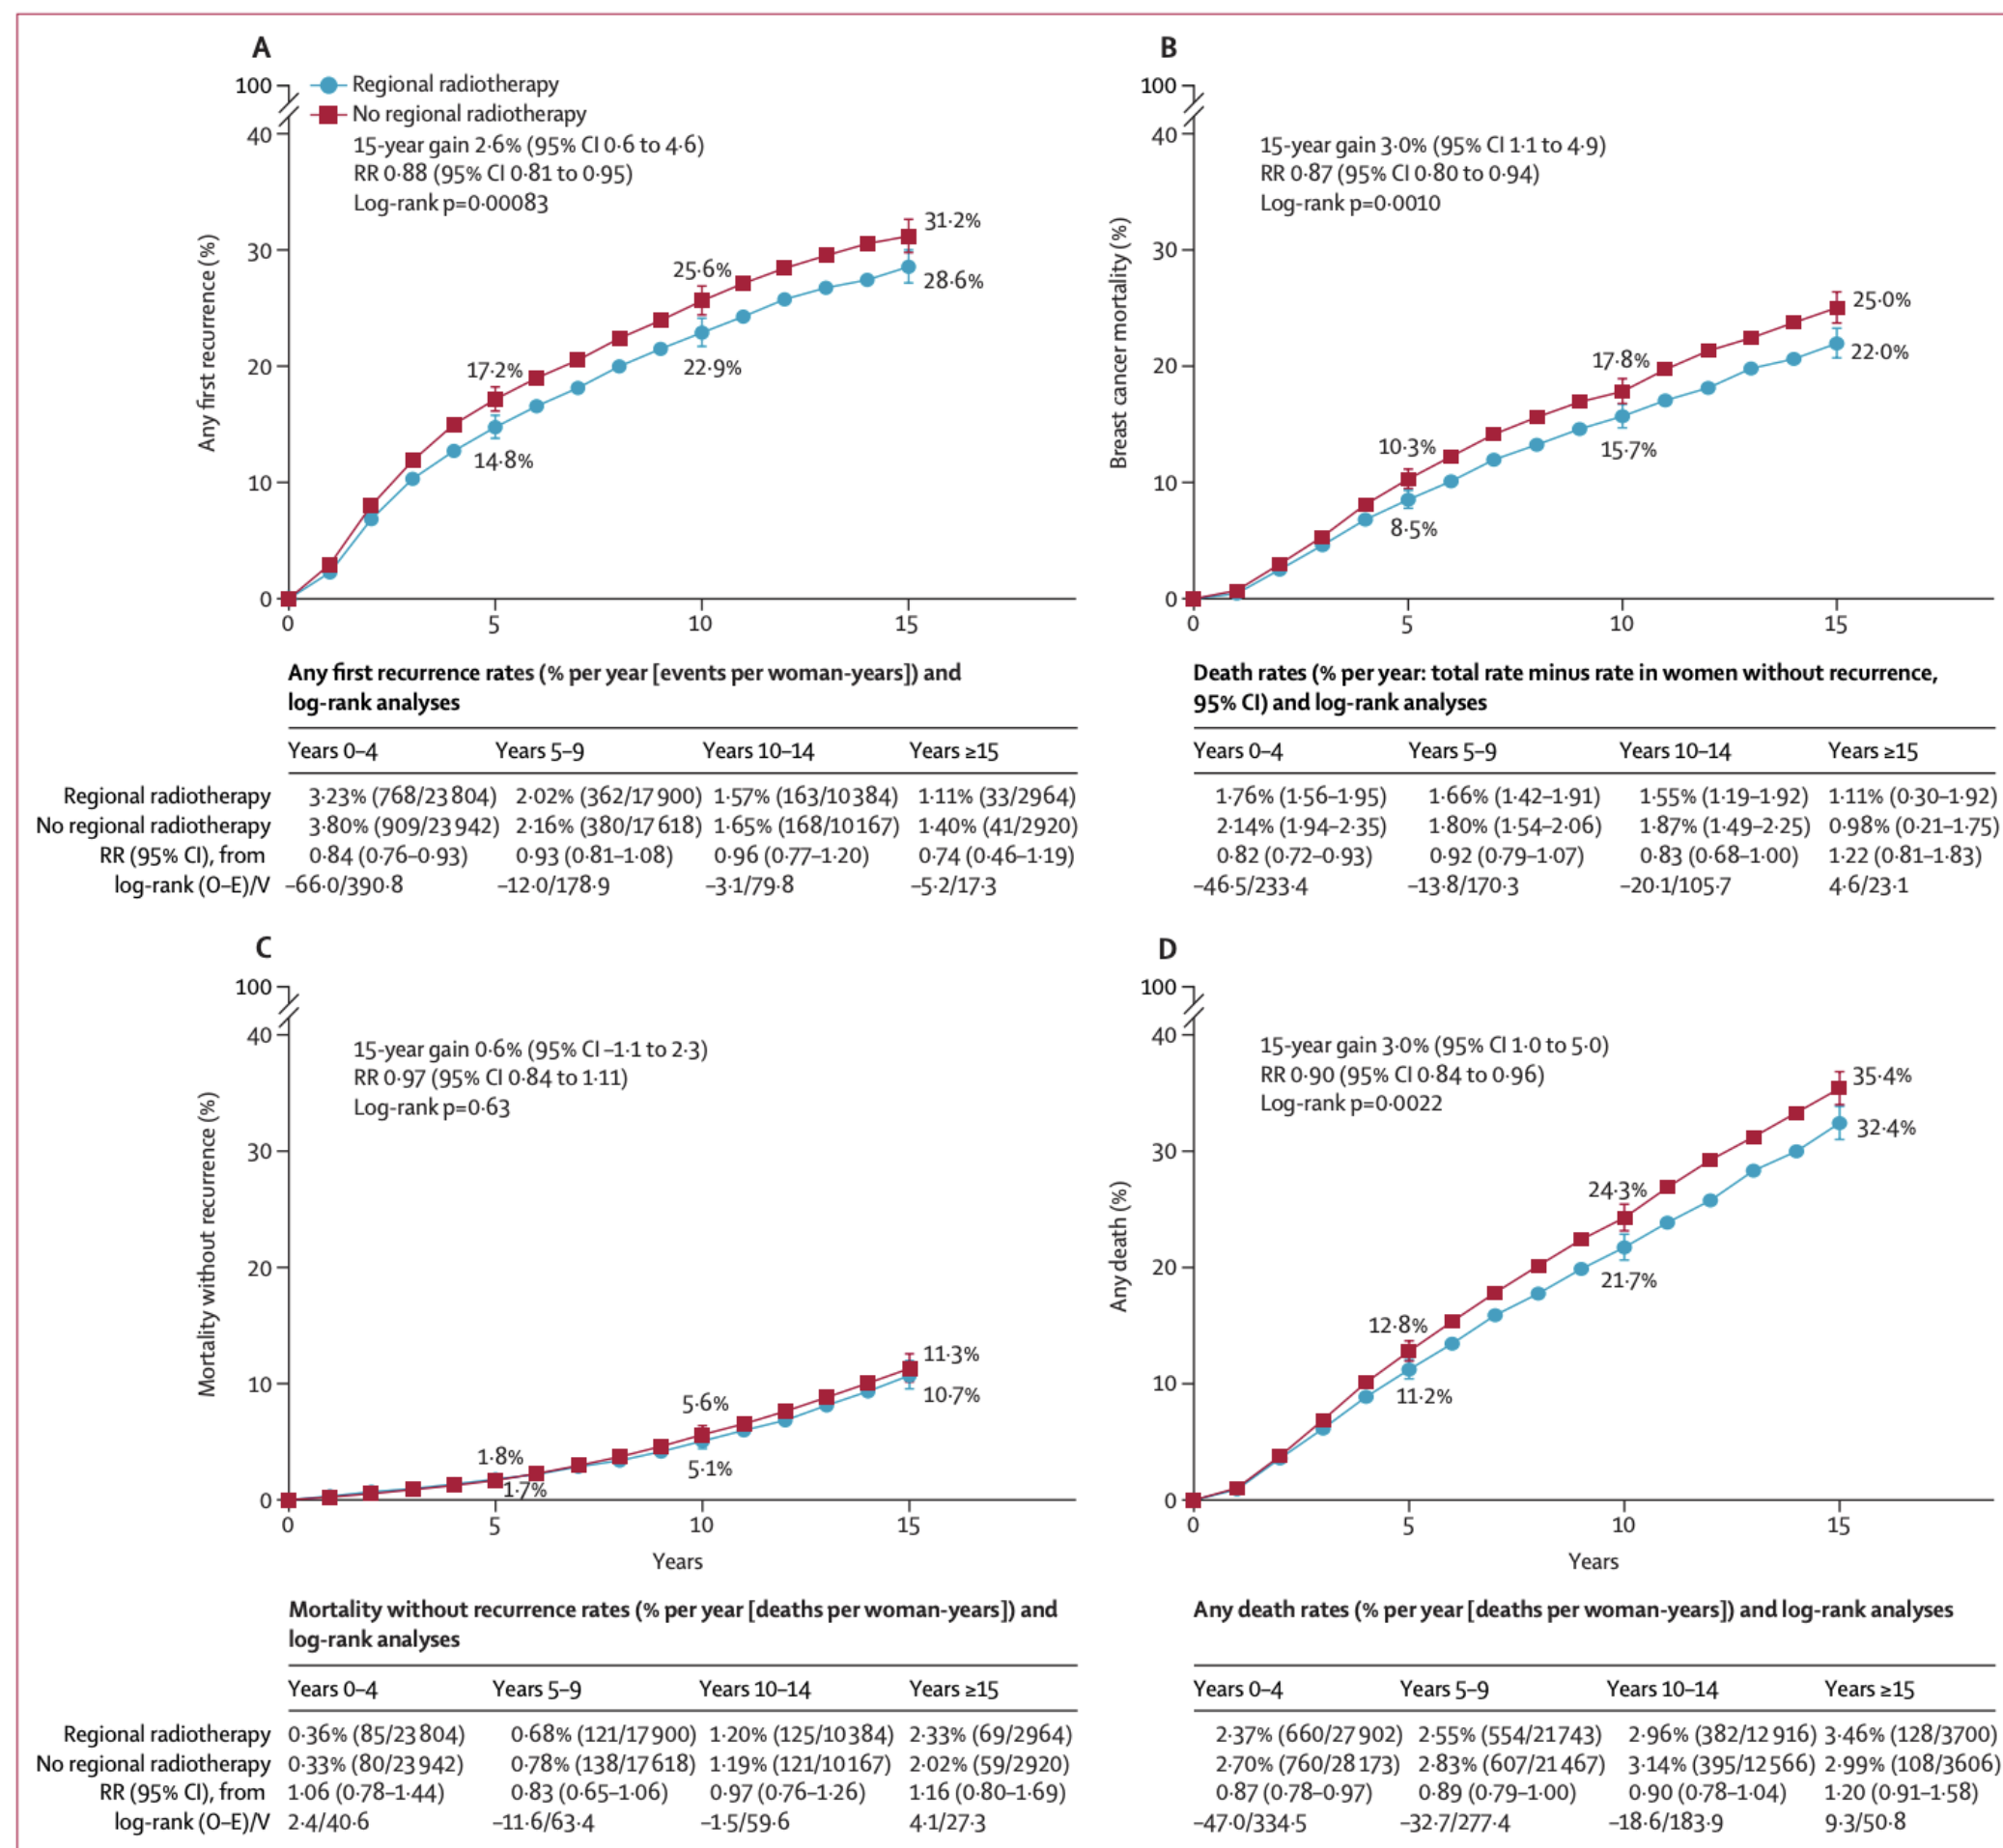 A
100
Regional radiotherapy
No regional radiotherapy
40
15-year gain 2·6% (95% CI 0·6 to 4·6)
RR 0·88 (95% CI 0·81 to 0·95)
Log-rank p=0·00083
31·2%
30
25·6%
28·6%
Any first recurrence (%)
20
17·2%
22·9%
14·8%
10
0
0 5 10 15
Any first recurrence rates (% per year [events per woman-years]) and
log-rank analyses
Years 0–4 Years 5–9 Years 10–14 Years ≥15
Regional radiotherapy 3·23% (768/23 804) 2·02% (362/17 900) 1·57% (163/10 384) 1·11% (33/2964)
No regional radiotherapy 3·80% (909/23 942) 2·16% (380/17 618) 1·65% (168/10 167) 1·40% (41/2920)
RR (95% CI), from 0·84 (0·76–0·93) 0·93 (0·81–1·08) 0·96 (0·77–1·20) 0·74 (0·46–1·19)
log-rank (O–E)/V –66·0/390·8 –12·0/178·9 –3·1/79·8 –5·2/17·3
B
100
40
15-year gain 3·0% (95% CI 1·1 to 4·9)
RR 0·87 (95% CI 0·80 to 0·94)
Log-rank p=0·0010
30
25·0%
Breast cancer mortality (%)
20
17·8%
22·0%
10·3%
15·7%
10
8·5%
0
0 5 10 15
Death rates (% per year: total rate minus rate in women without recurrence,
95% CI) and log-rank analyses
Years 0–4 Years 5–9 Years 10–14 Years ≥15
1·76% (1·56–1·95) 1·66% (1·42–1·91) 1·55% (1·19–1·92) 1·11% (0·30–1·92)
2·14% (1·94–2·35) 1·80% (1·54–2·06) 1·87% (1·49–2·25) 0·98% (0·21–1·75)
0·82 (0·72–0·93) 0·92 (0·79–1·07) 0·83 (0·68–1·00) 1·22 (0·81–1·83)
–46·5/233·4 –13·8/170·3 –20·1/105·7 4·6/23·1
C
100
40
15-year gain 0·6% (95% CI –1·1 to 2·3)
RR 0·97 (95% CI 0·84 to 1·11)
Log-rank p=0·63
30
Mortality without recurrence (%)
20
10
11·3%
5·6%
10·7%
1·8%
5·1%
1·7%
0
0 5 10 15
Years
Mortality without recurrence rates (% per year [deaths per woman-years]) and
log-rank analyses
Years 0–4 Years 5–9 Years 10–14 Years ≥15
Regional radiotherapy 0·36% (85/23 804) 0·68% (121/17 900) 1·20% (125/10 384) 2·33% (69/2964)
No regional radiotherapy 0·33% (80/23 942) 0·78% (138/17 618) 1·19% (121/10 167) 2·02% (59/2920)
RR (95% CI), from 1·06 (0·78–1·44) 0·83 (0·65–1·06) 0·97 (0·76–1·26) 1·16 (0·80–1·69)
log-rank (O–E)/V 2·4/40·6 –11·6/63·4 –1·5/59·6 4·1/27·3
D
100
40
15-year gain 3·0% (95% CI 1·0 to 5·0)
RR 0·90 (95% CI 0·84 to 0·96)
Log-rank p=0·0022
35·4%
32·4%
30
24·3%
Any death (%)
20
21·7%
12·8%
10
11·2%
0
0 5 10 15
Years
Any death rates (% per year [deaths per woman-years]) and log-rank analyses
Years 0–4 Years 5–9 Years 10–14 Years ≥15
2·37% (660/27 902) 2·55% (554/21 743) 2·96% (382/12 916) 3·46% (128/3700)
2·70% (760/28 173) 2·83% (607/21 467) 3·14% (395/12 566) 2·99% (108/3606)
0·87 (0·78–0·97) 0·89 (0·79–1·00) 0·90 (0·78–1·04) 1·20 (0·91–1·58)
–47·0/334·5 –32·7/277·4 –18·6/183·9 9·3/50·8